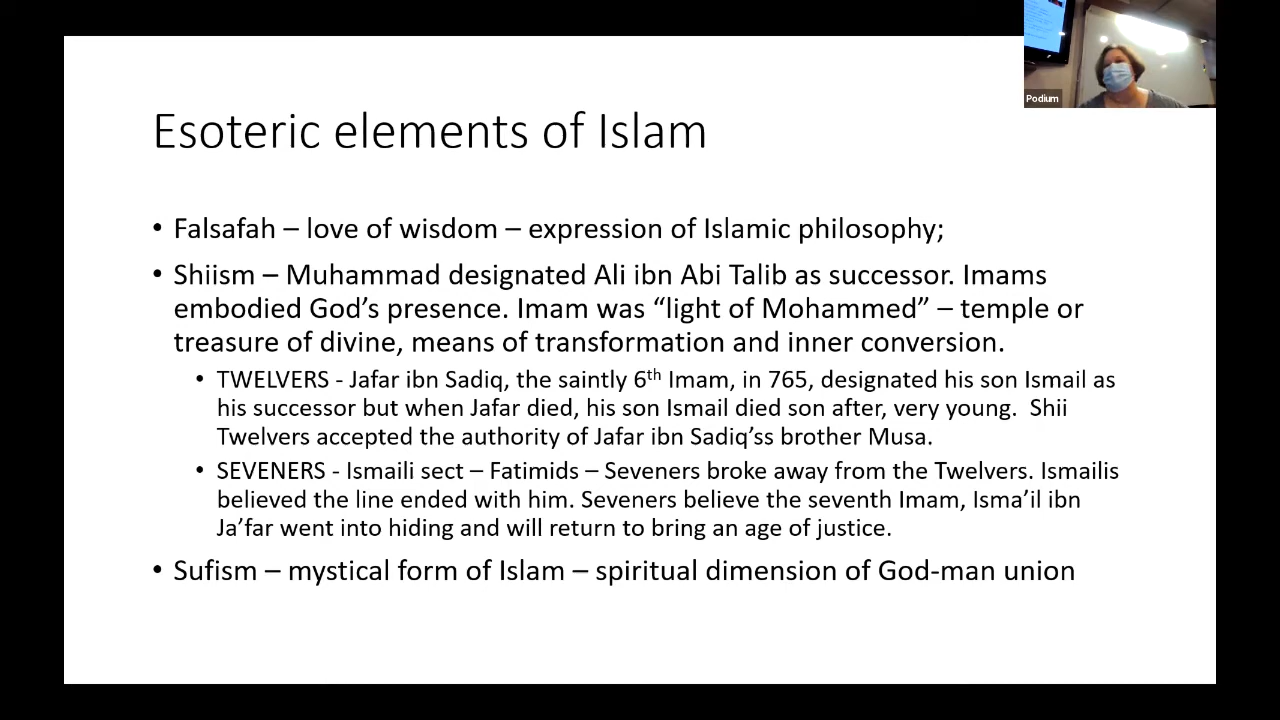 Podium
Esoteric elements of Islam
• Falsafah – love of wisdom – expression of Islamic philosophy;
• Shiism – Muhammad designated Ali ibn Abi Talib as successor. Imams
embodied God’s presence. Imam was “light of Mohammed” – temple or
treasure of divine, means of transformation and inner conversion.
• TWELVERS - Jafar ibn Sadiq, the saintly 6th Imam, in 765, designated his son Ismail as
his successor but when Jafar died, his son Ismail died son after, very young. Shii
Twelvers accepted the authority of Jafar ibn Sadiq’ss brother Musa.
• SEVENERS - Ismaili sect – Fatimids – Seveners broke away from the Twelvers. Ismailis
believed the line ended with him. Seveners believe the seventh Imam, Isma’il ibn
Ja’far went into hiding and will return to bring an age of justice.
• Sufism – mystical form of Islam – spiritual dimension of God-man union